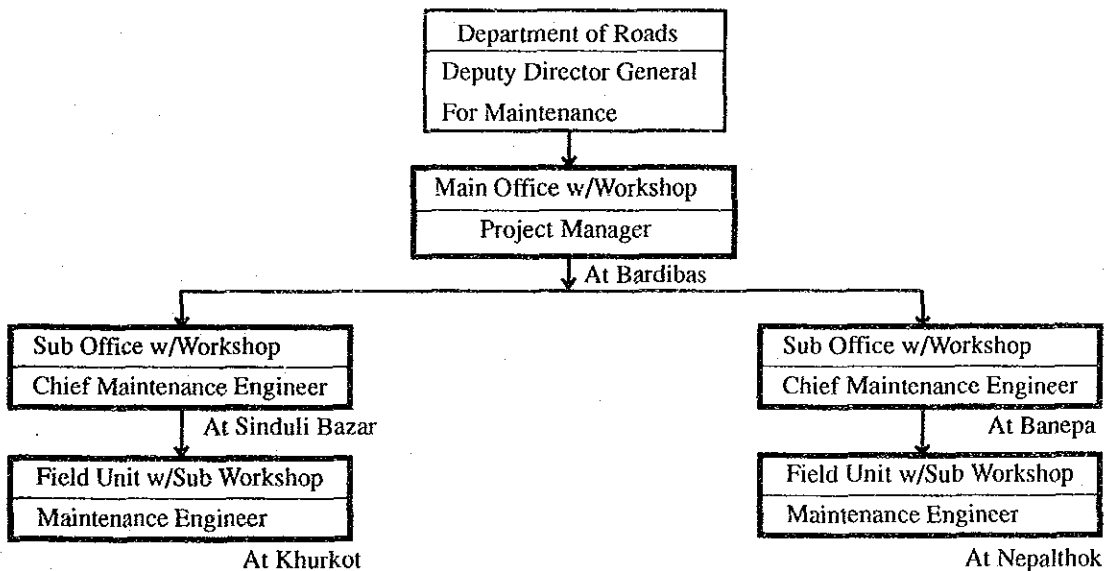 Department of Roads
Deputy Director General
For Maintenance
Main Office w/Workshop
Project Manager
At Bardibas
Sub Office w/Workshop
Chief Maintenance Engineer
At Sinduli Bazar
Field Unit w/Sub Workshop
Maintenance Engineer
At Khurkot
Sub Office w/Workshop
Chief Maintenance Engineer
At Banepa
Field Unit w/Sub Workshop
Maintenance Engineer
At Nepalthok